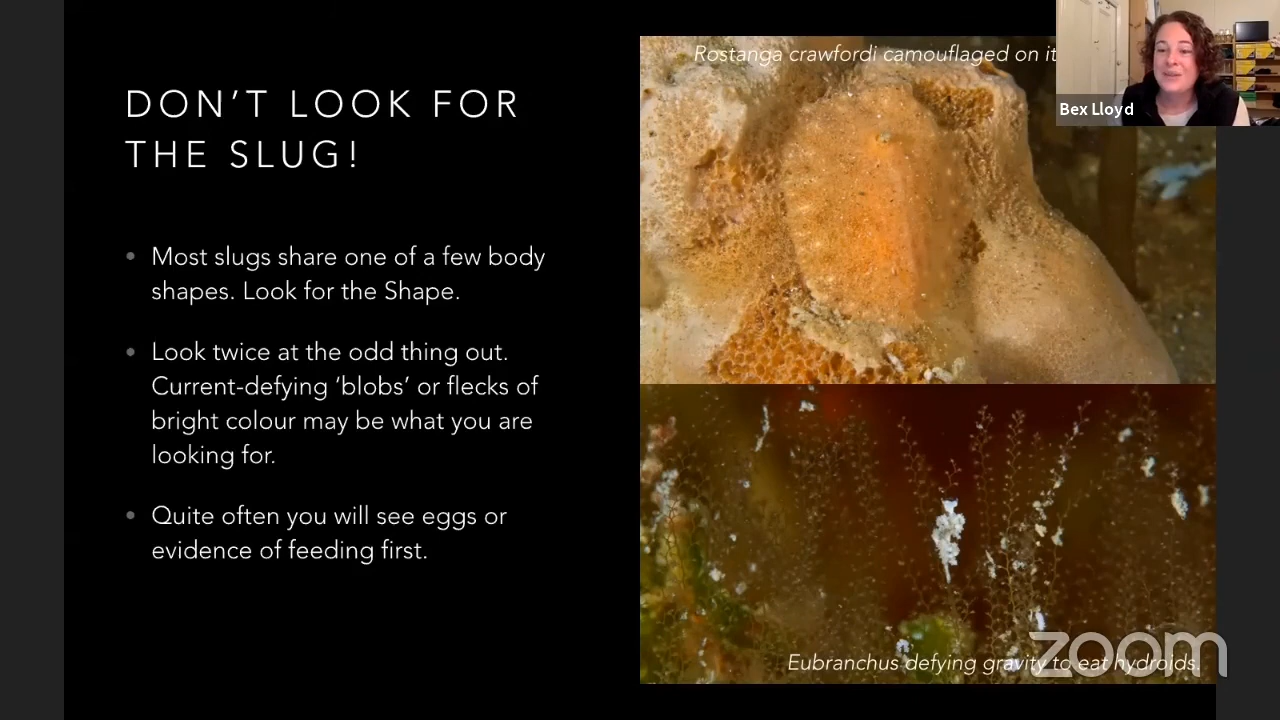 DON'T LOOK FOR
THE SLUG!
• Most slugs share one of a few body
shapes. Look for the Shape.
• Look twice at the odd thing out.
Current-defying ‘blobs’ or flecks of
bright colour may be what you are
looking for.
• Quite often you will see eggs or
evidence of feeding first.
Rostanga crawfordi camouflaged on it
Bex Lloyd
Eubranchus defying gravity to eat hydroids.
zoom